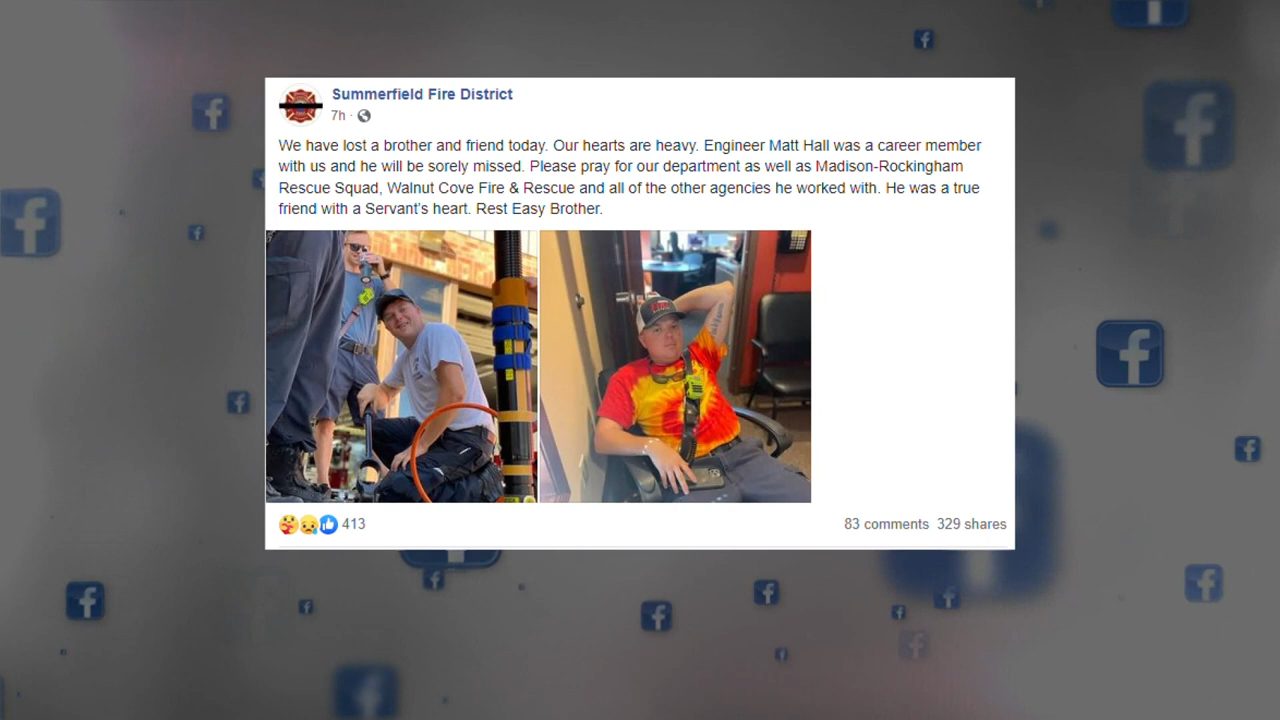 Summerfield Fire District
7h ·
We have lost a brother and friend today. Our hearts are heavy. Engineer Matt Hall was a career member
with us and he will be sorely missed. Please pray for our department as well as Madison-Rockingham
Rescue Squad, Walnut Cove Fire & Rescue and all of the other agencies he worked with. He was a true
friend with a Servant's heart. Rest Easy Brother.
413
83 comments 329 shares